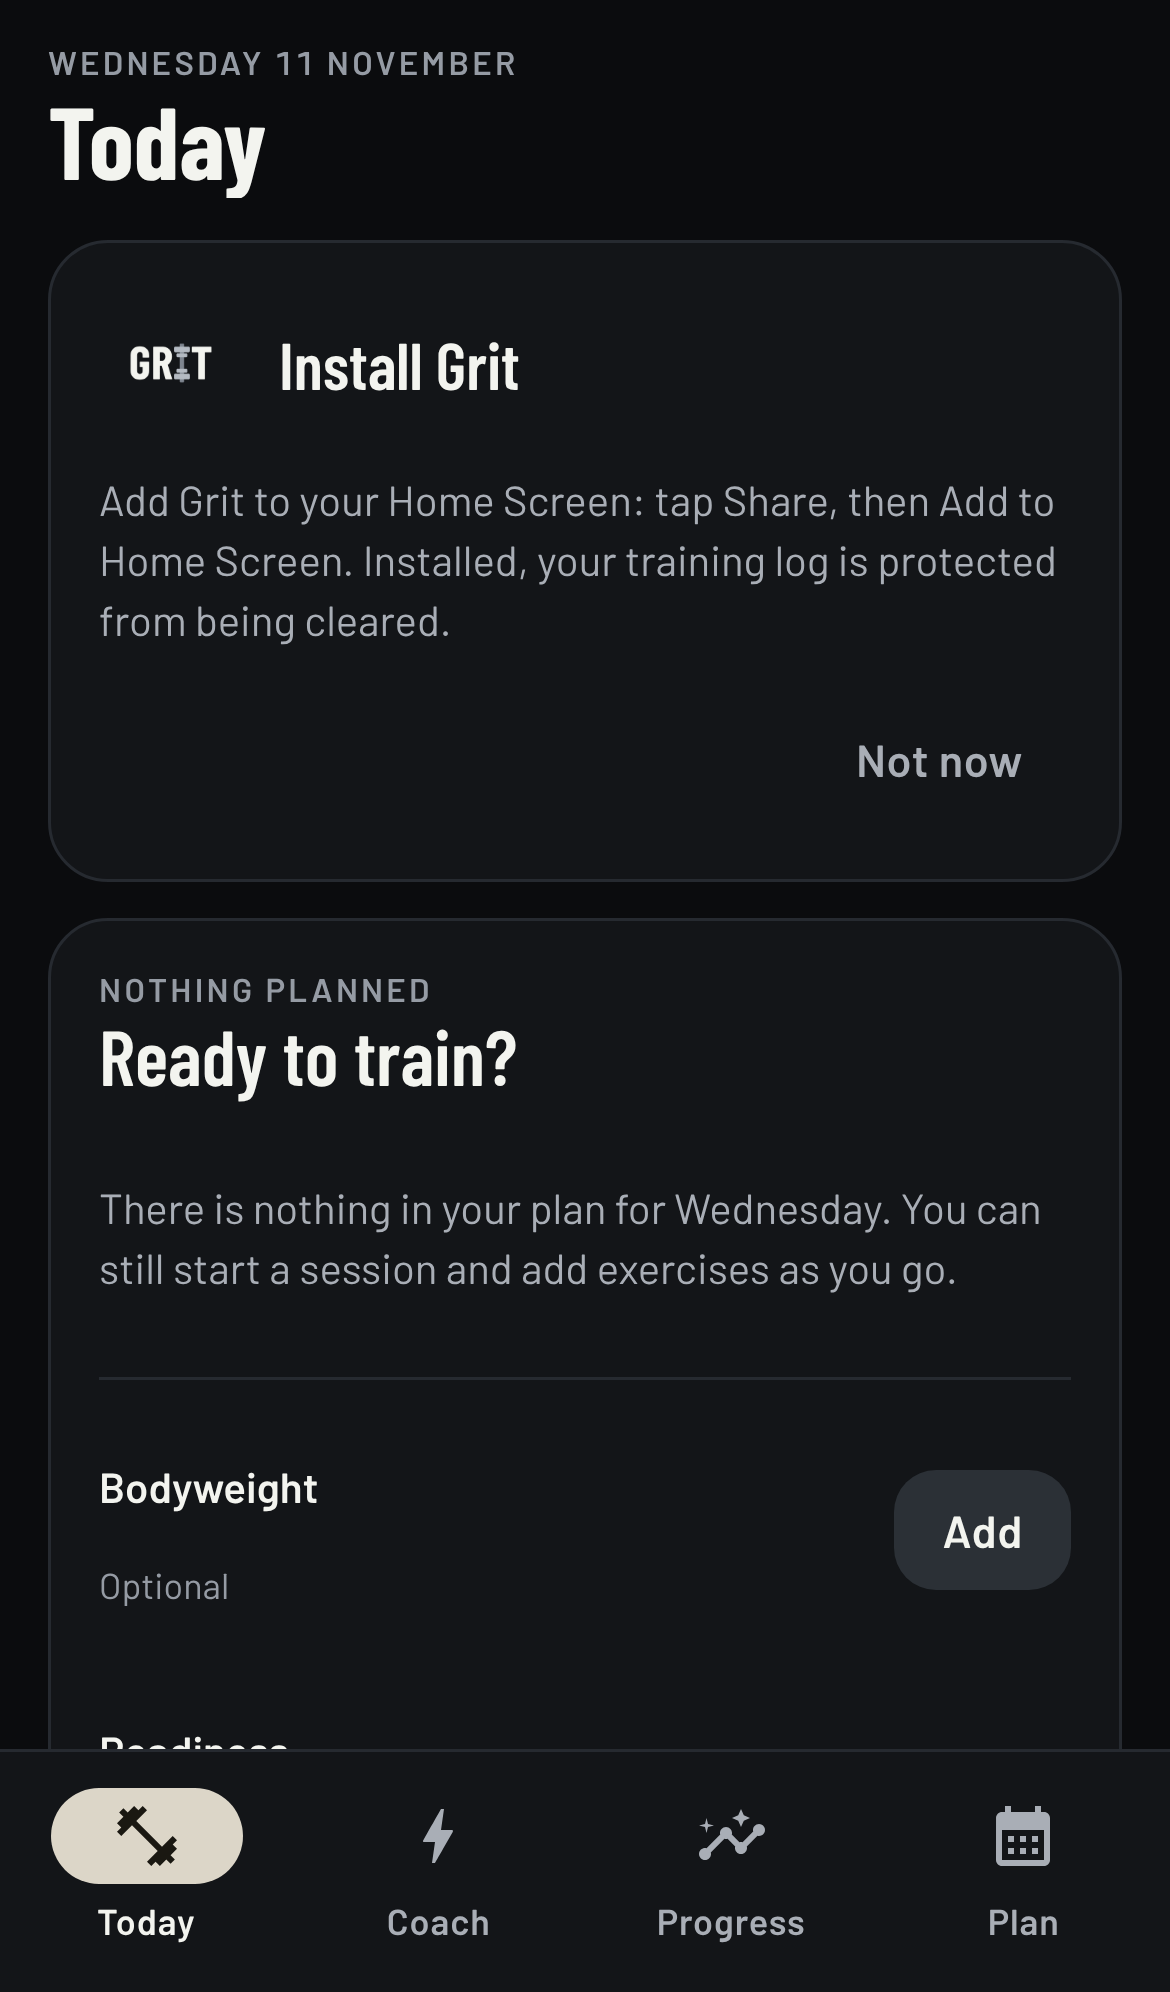 WEDNESDAY 11 NOVEMBER
Today
GRIT
Install Grit
Add Grit to your Home Screen: tap Share, then Add to
Home Screen. Installed, your training log is protected
from being cleared.
Not now
NOTHING PLANNED
Ready to train?
There is nothing in your plan for Wednesday. You can
still start a session and add exercises as you go.
Bodyweight
Add
Optional
Readiness
Today
Coach
Progress
Plan